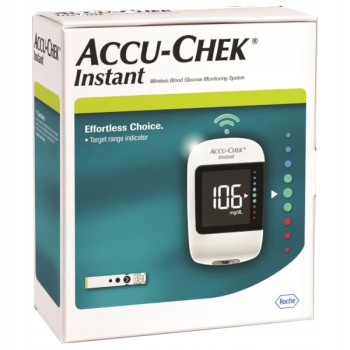 ACCU-CHEK®
Instant
Wireless Blood Glucose Monitoring System
Effortless Choice.
• Target range indicator
ACCU-CHEK®
Instant
106
mg/dL
Roche